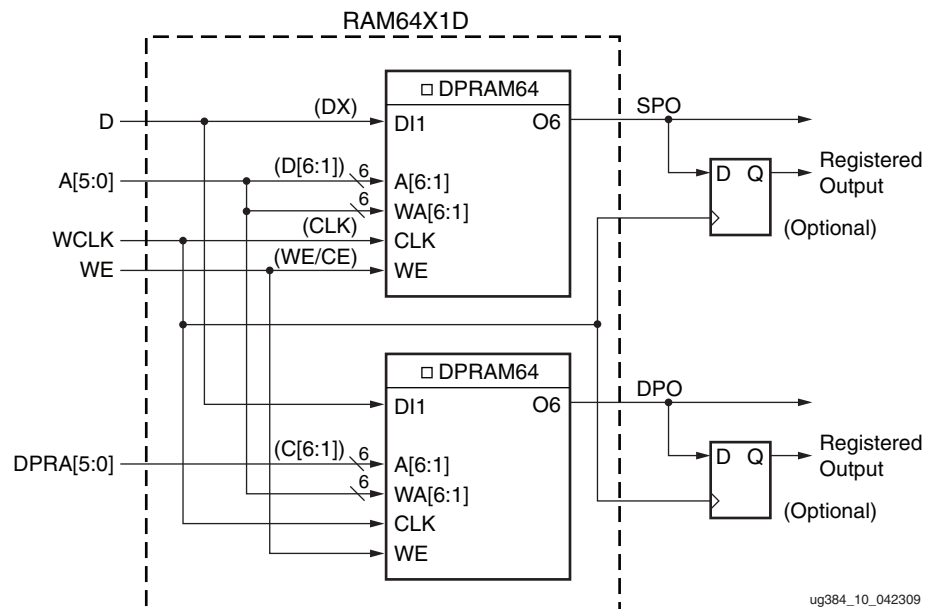 RAM64X1D
DPRAM64
D
(DX)
DI1
O6
SPO
A[5:0]
(D[6:1])
6
A[6:1]
6
WA[6:1]
WCLK
(CLK)
CLK
WE
(WE/CE)
WE
D Q
Registered
Output
(Optional)
DPRAM64
DI1
O6
DPO
DPRA[5:0]
(C[6:1])
6
A[6:1]
6
WA[6:1]
CLK
WE
D Q
Registered
Output
(Optional)
ug384_10_042309